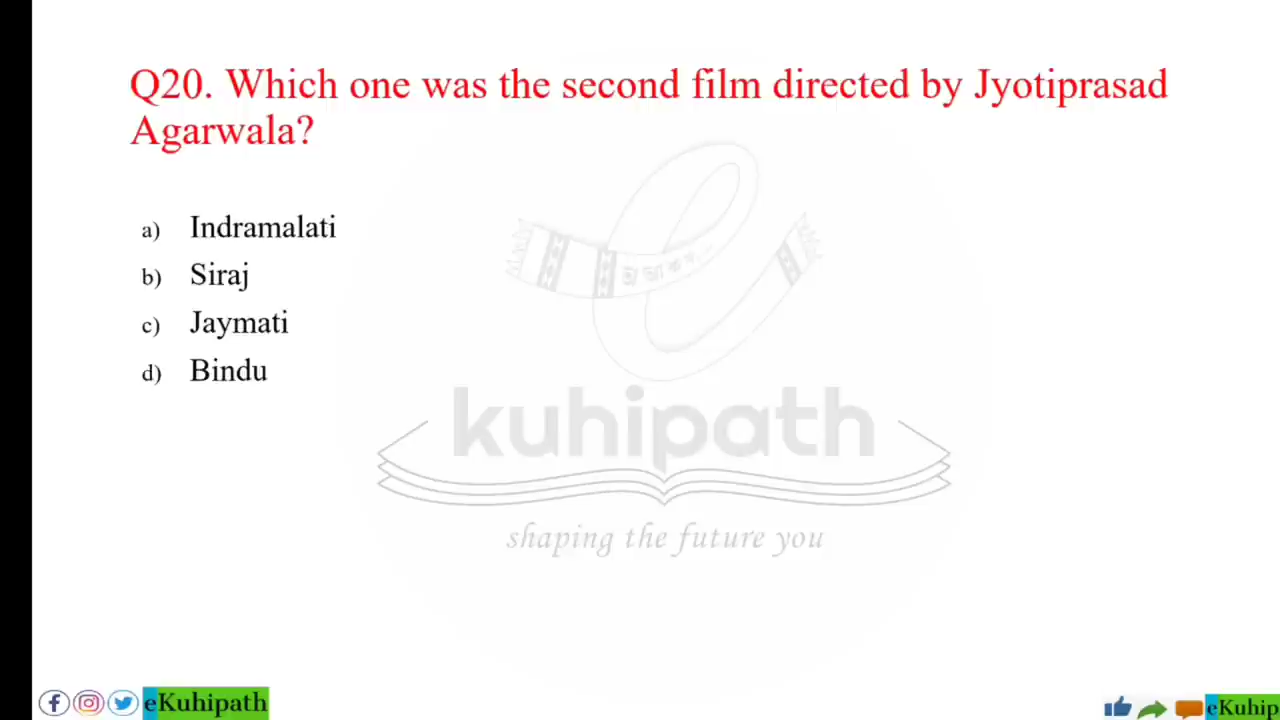 Q20. Which one was the second film directed by Jyotiprasad
Agarwala?
a) Indramalati
b) Siraj
c) Jaymati
d) Bindu
kuhipath
shaping the future you
eKuhipath
eKuhip